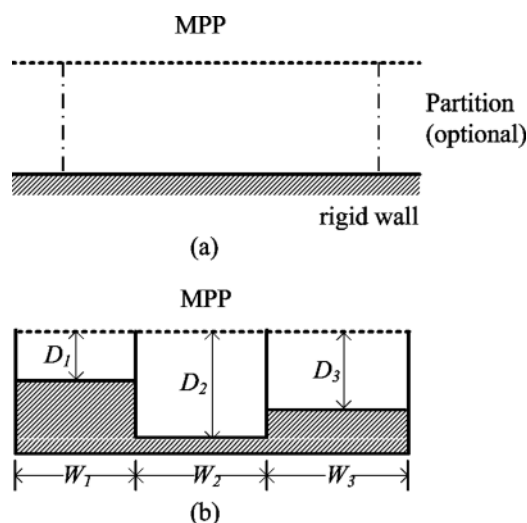 MPP
Partition
(optional)
rigid wall
(a)
MPP
D1
D2
D3
W1
W2
W3
(b)